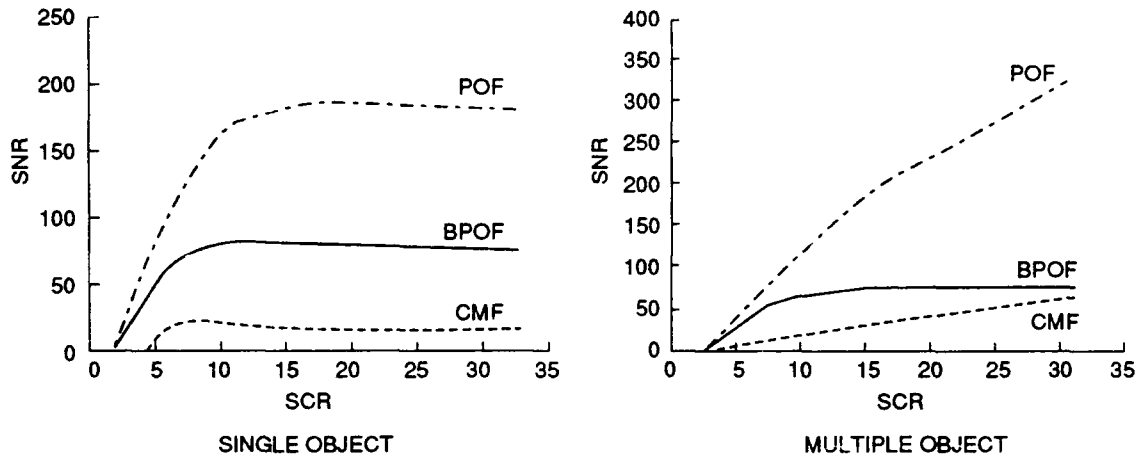 250
200
150
100
50
0
SNR
POF
BPOF
CMF
0 5 10 15 20 25 30 35
SCR
SINGLE OBJECT
400
350
300
250
200
150
100
50
0
SNR
POF
BPOF
CMF
0 5 10 15 20 25 30 35
SCR
MULTIPLE OBJECT